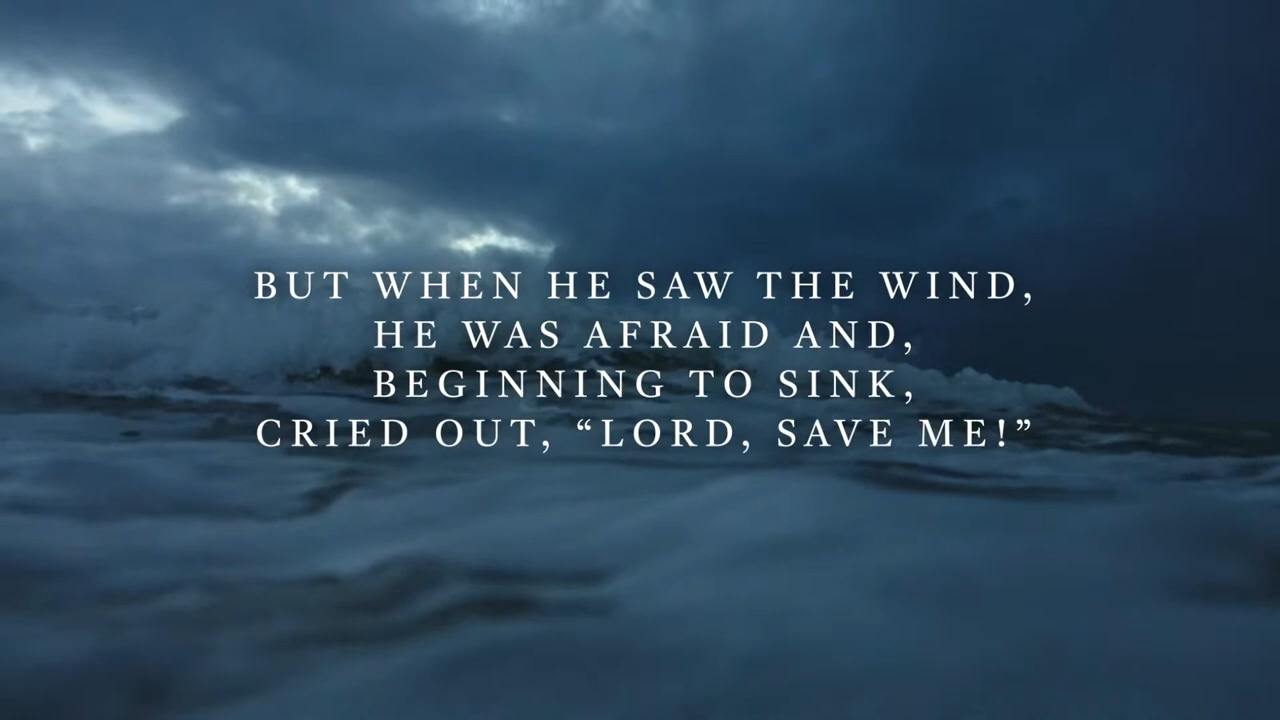 BUT WHEN HE SAW THE WIND,
HE WAS AFRAID AND,
BEGINNING TO SINK,
CRIED OUT, “LORD, SAVE ME!”